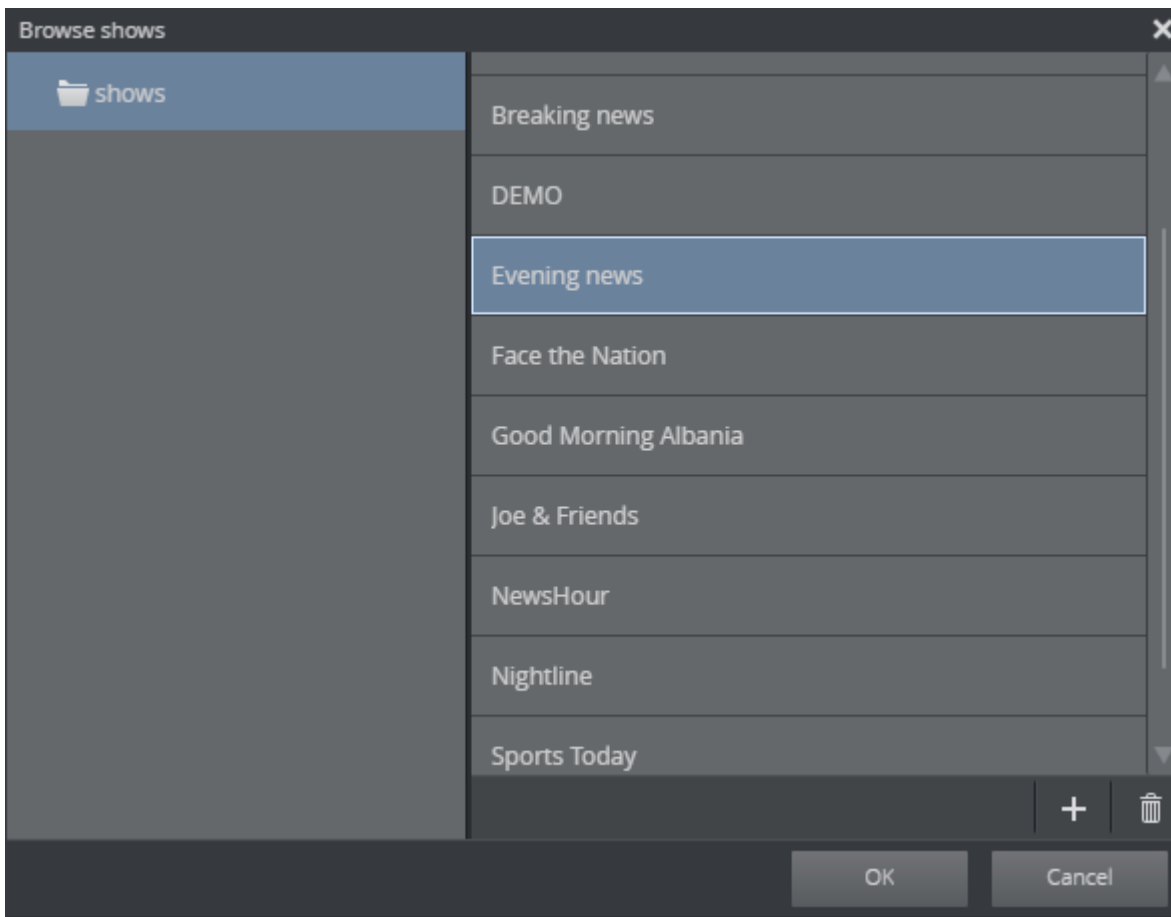 Browse shows
shows
Breaking news
DEMO
Evening news
Face the Nation
Good Morning Albania
Joe & Friends
NewsHour
Nightline
Sports Today
OK
Cancel